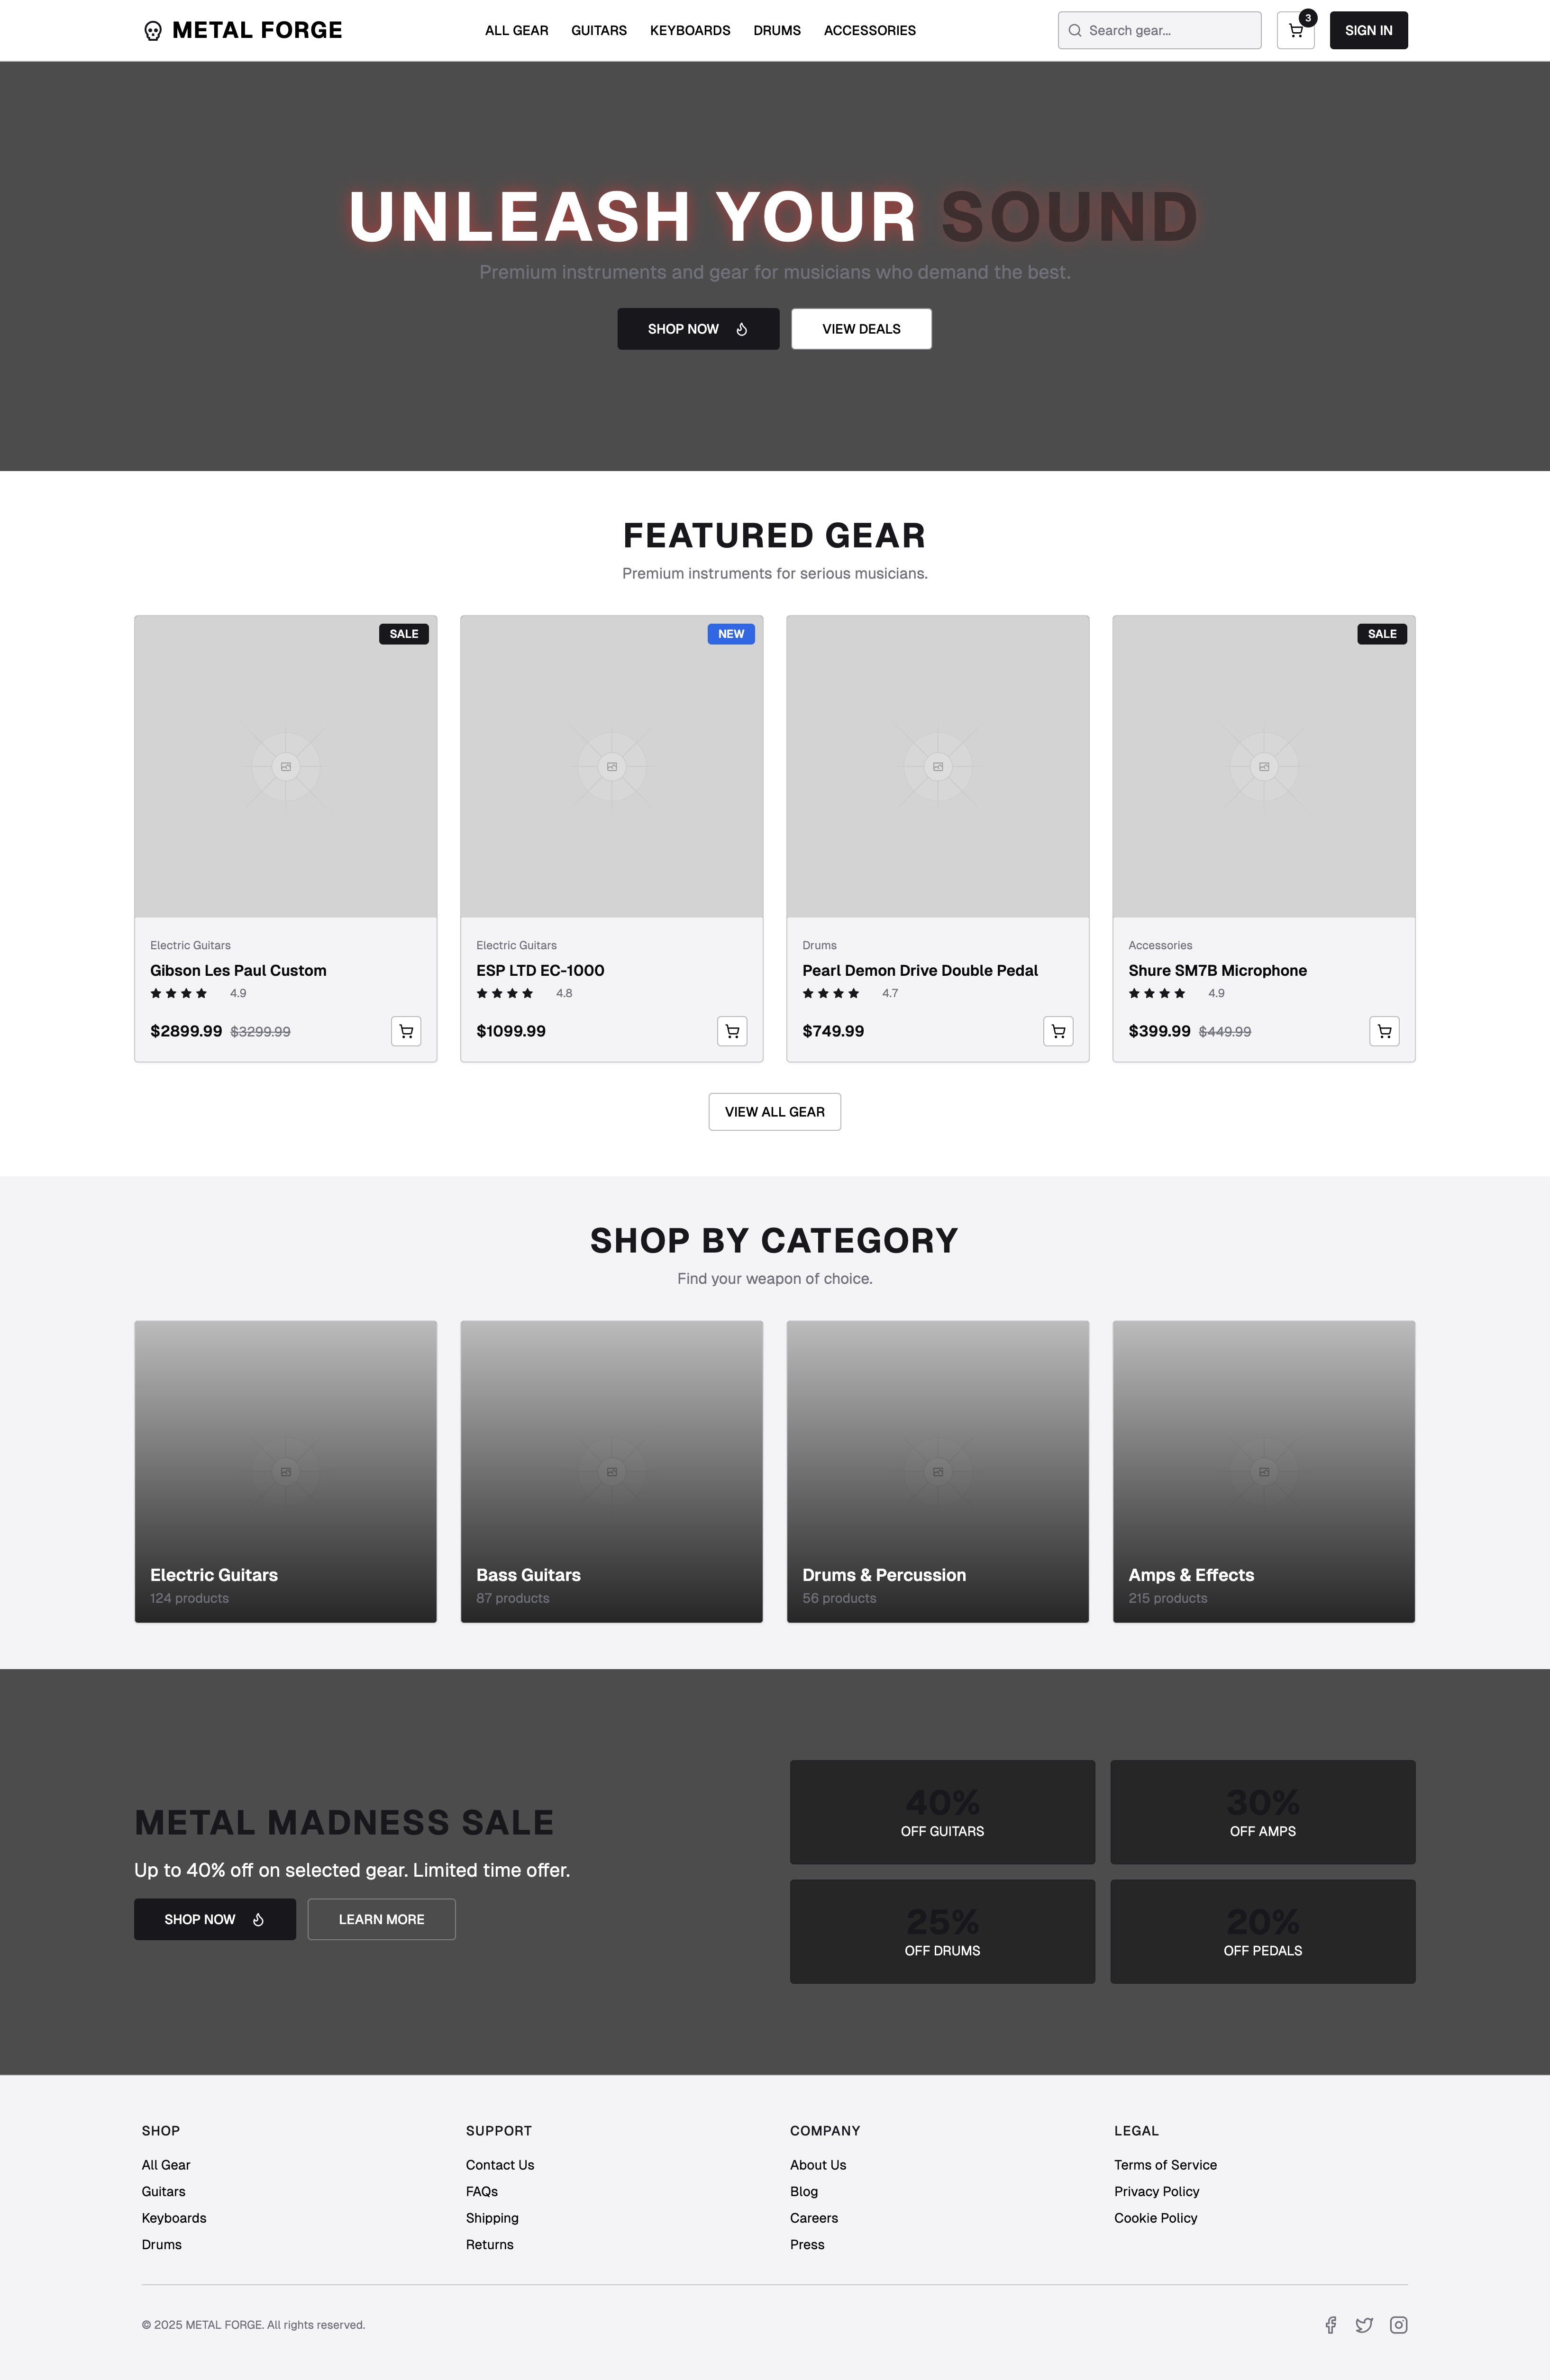 METAL FORGE
ALL GEAR GUITARS KEYBOARDS DRUMS ACCESSORIES
Search gear...
3
SIGN IN
UNLEASH YOUR SOUND
Premium instruments and gear for musicians who demand the best.
SHOP NOW
VIEW DEALS
FEATURED GEAR
Premium instruments for serious musicians.
SALE
Electric Guitars
Gibson Les Paul Custom
4.9
$2899.99 $3299.99
NEW
Electric Guitars
ESP LTD EC-1000
4.8
$1099.99
Drums
Pearl Demon Drive Double Pedal
4.7
$749.99
SALE
Accessories
Shure SM7B Microphone
4.9
$399.99 $449.99
VIEW ALL GEAR
SHOP BY CATEGORY
Find your weapon of choice.
Electric Guitars
124 products
Bass Guitars
87 products
Drums & Percussion
56 products
Amps & Effects
215 products
METAL MADNESS SALE
Up to 40% off on selected gear. Limited time offer.
SHOP NOW
LEARN MORE
40%
OFF GUITARS
30%
OFF AMPS
25%
OFF DRUMS
20%
OFF PEDALS
SHOP
All Gear
Guitars
Keyboards
Drums
SUPPORT
Contact Us
FAQs
Shipping
Returns
COMPANY
About Us
Blog
Careers
Press
LEGAL
Terms of Service
Privacy Policy
Cookie Policy
© 2025 METAL FORGE. All rights reserved.